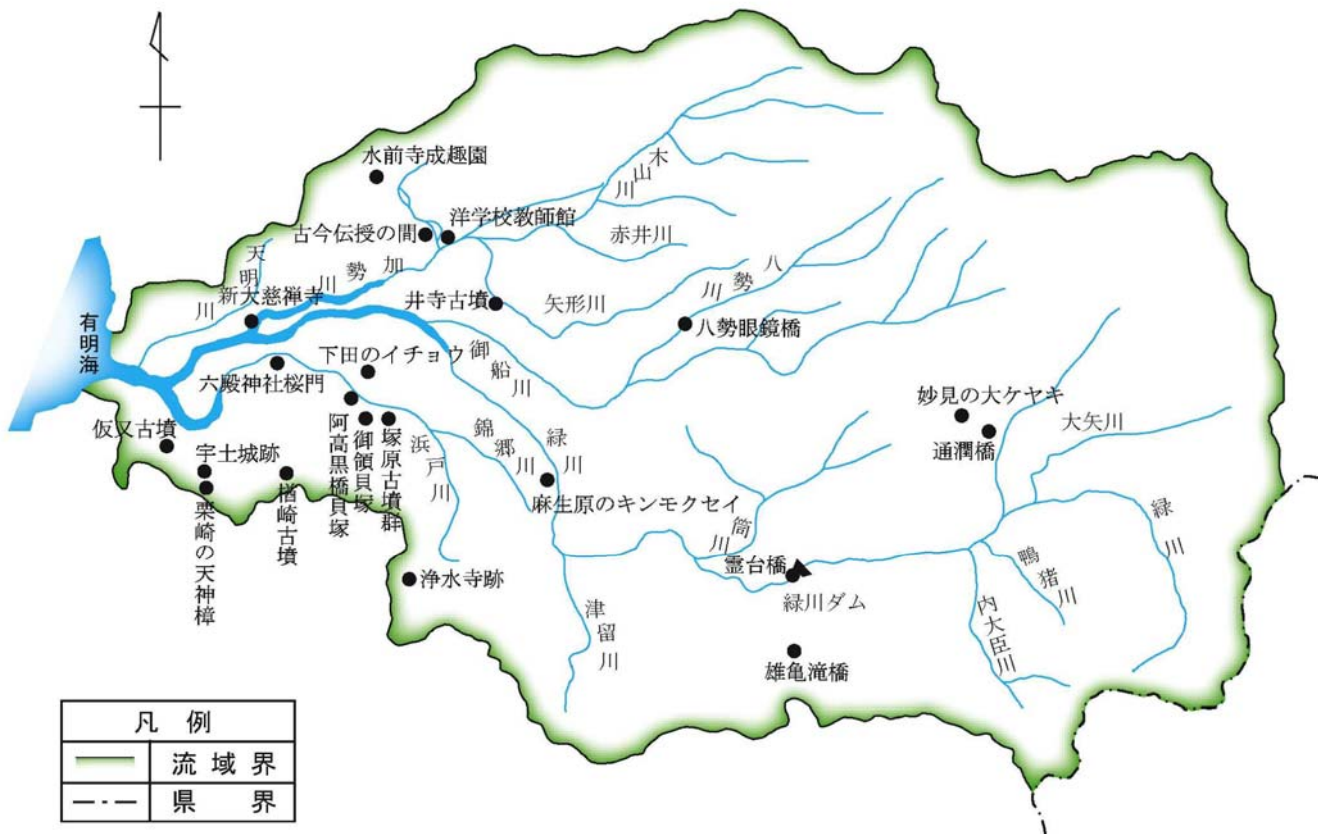 水前寺成趣園
木山川
洋学校教師館
古今伝授の間
赤井川
天明新川
加勢川
大慈禅寺
井寺古墳
矢形川
八勢川
八勢眼鏡橋
有明海
下田のイチョウ
御船川
六殿神社桜門
妙見の大ケヤキ
大矢川
通潤橋
仮又古墳
宇土城跡
栗崎の天神樟
楢崎古墳
阿高黒橋貝塚
御領貝塚
塚原古墳群
浜戸川
錦郷川
緑川
麻生原のキンモクセイ
筒川
緑川
霊台橋
鴨猪川
浄水寺跡
緑川ダム
津留川
内大臣川
雄亀滝橋
凡例
流域界
県界